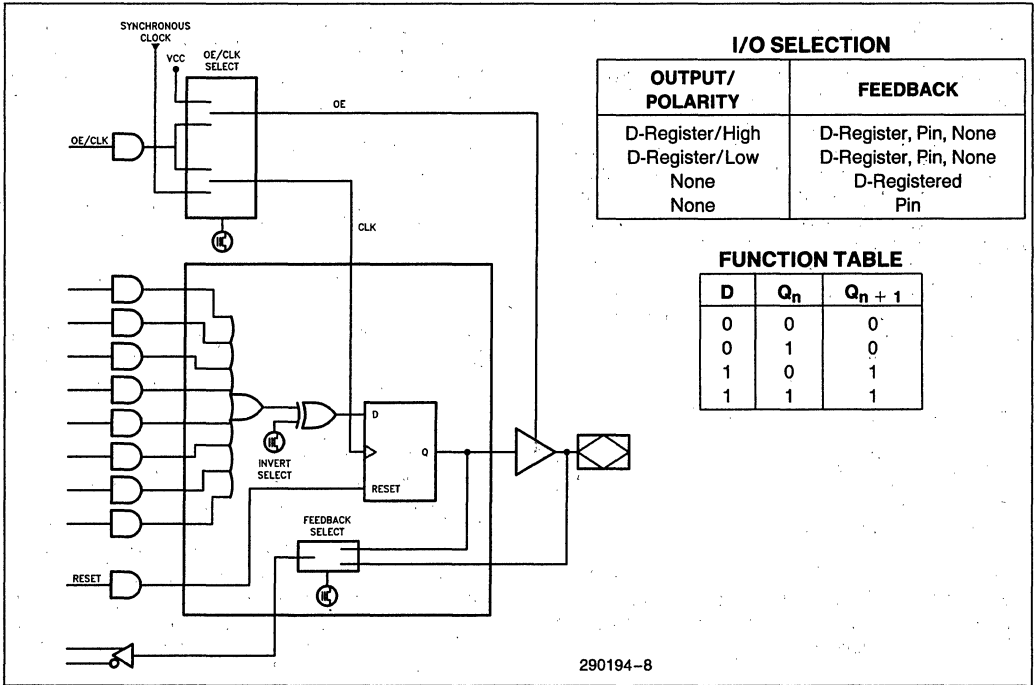 SYNCHRONOUS
CLOCK
VCC
OE/CLK
SELECT
OE
OE/CLK
CLK
D
Q
RESET
INVERT
SELECT
FEEDBACK
SELECT
RESET
I/O SELECTION
OUTPUT/
POLARITY
FEEDBACK
D-Register/High D-Register, Pin, None
D-Register/Low D-Register, Pin, None
None D-Registered
None Pin
FUNCTION TABLE
D Qn Qn + 1
0 0 0
0 1 0
1 0 1
1 1 1
290194–8